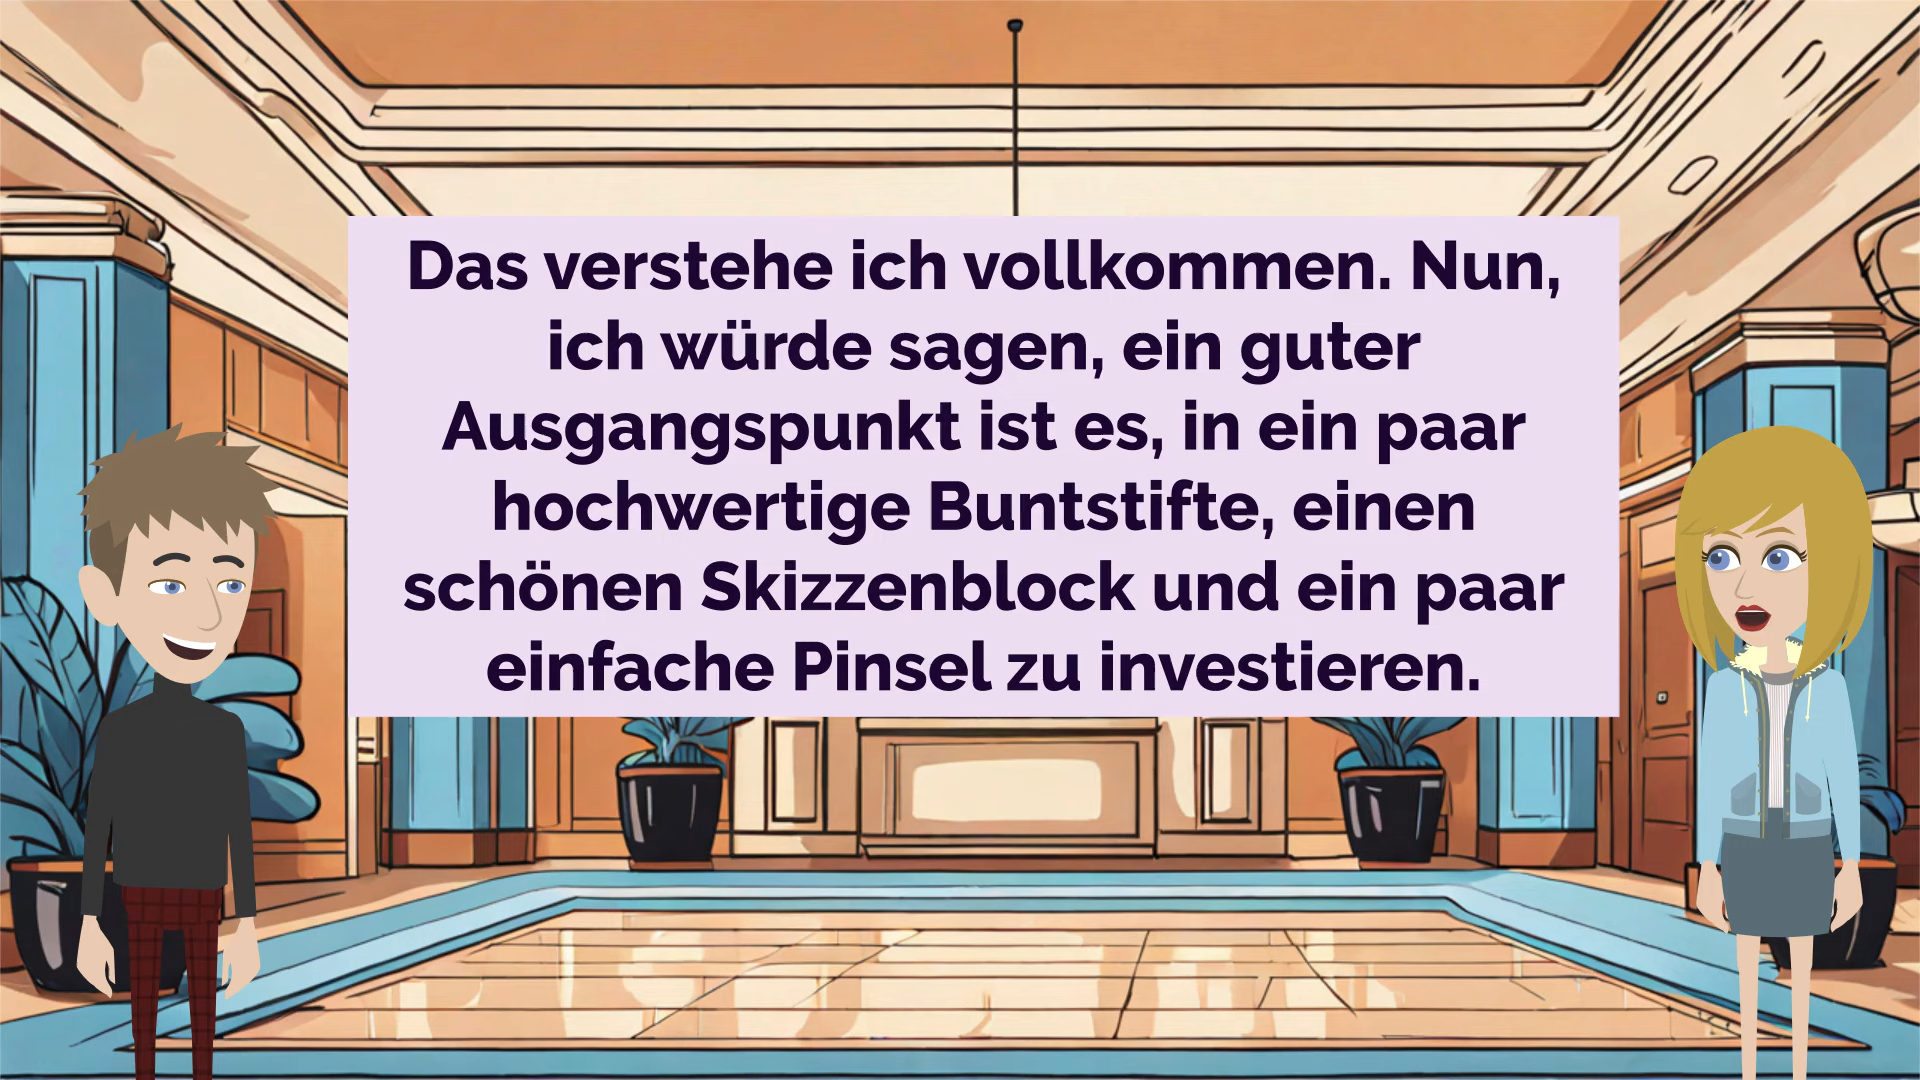 Das verstehe ich vollkommen. Nun,
ich würde sagen, ein guter
Ausgangspunkt ist es, in ein paar
hochwertige Buntstifte, einen
schönen Skizzenblock und ein paar
einfache Pinsel zu investieren.